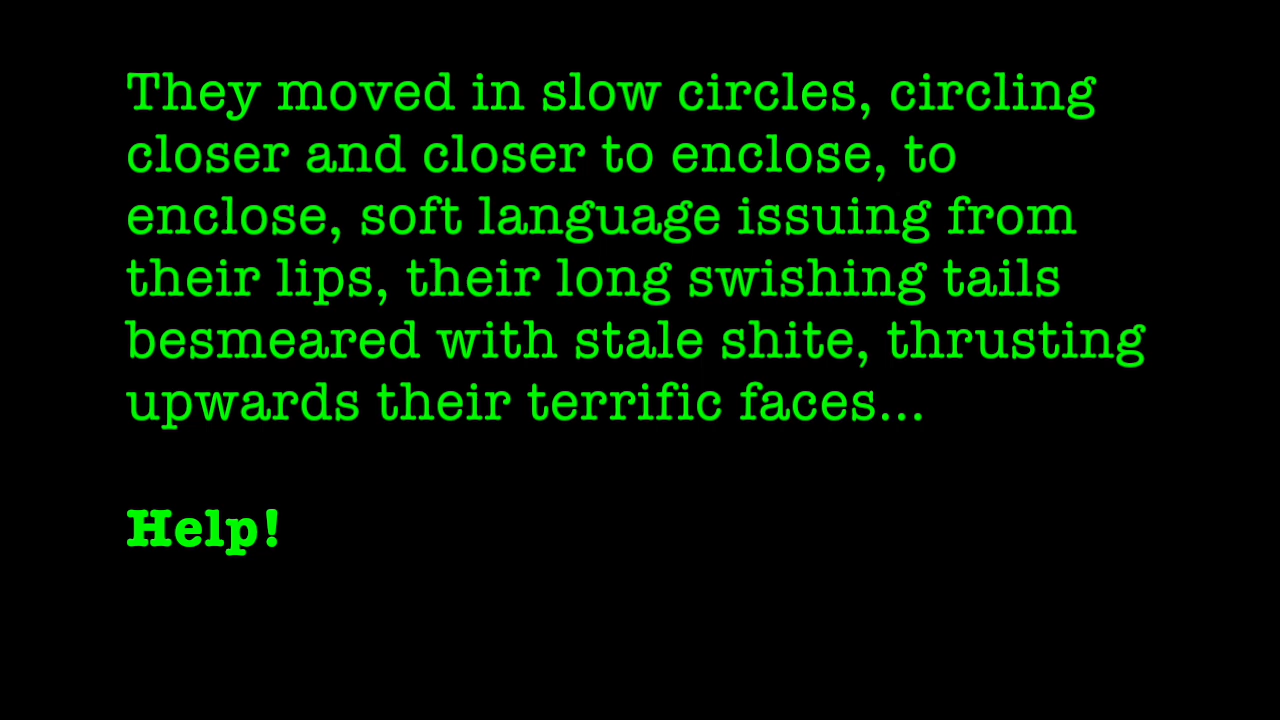 They moved in slow circles, circling
closer and closer to enclose, to
enclose, soft language issuing from
their lips, their long swishing tails
besmeared with stale shite, thrusting
upwards their terrific faces...
Help!